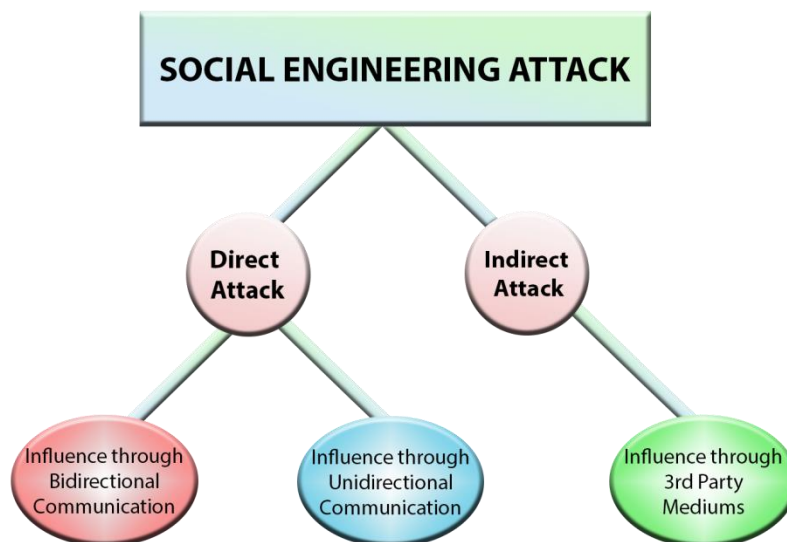 SOCIAL ENGINEERING ATTACK
Direct
Attack
Indirect
Attack
Influence through
Bidirectional
Communication
Influence through
Unidirectional
Communication
Influence through
3rd Party
Mediums